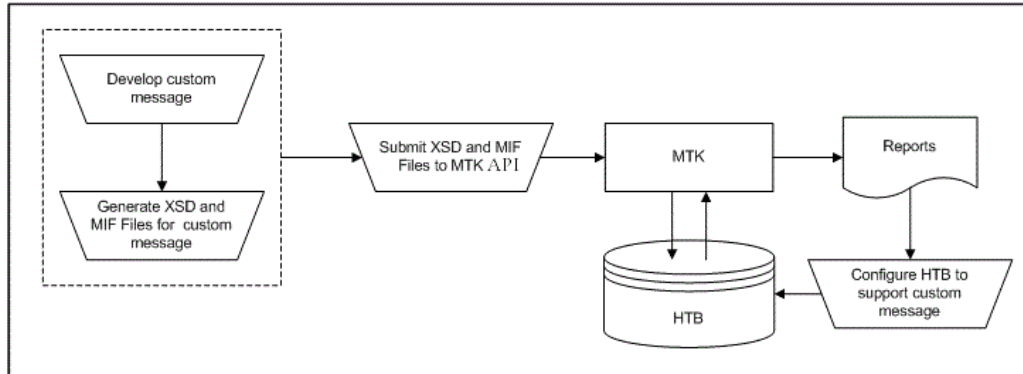 Develop custom
message
Generate XSD and
MIF Files for custom
message
Submit XSD and MIF
Files to MTK API
MTK
Reports
HTB
Configure HTB to
support custom
message